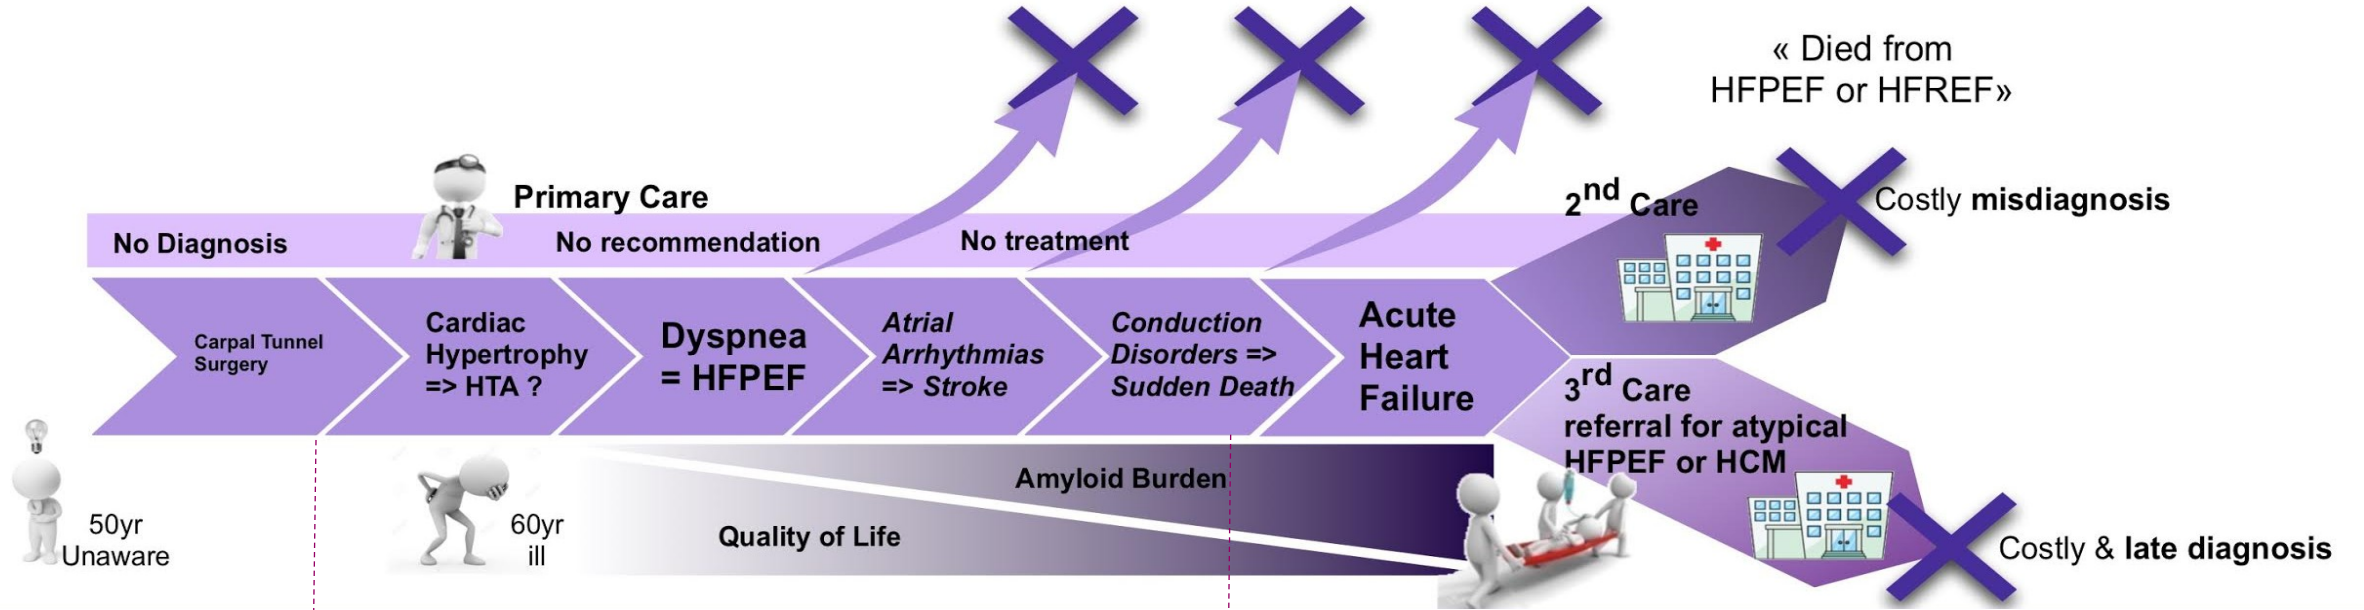 « Died from
HFPEF or HFREF»
Primary Care
2nd Care
Costly misdiagnosis
No Diagnosis
No recommendation
No treatment
Carpal Tunnel
Surgery
Cardiac
Hypertrophy
=> HTA ?
Dyspnea
= HFPEF
Atrial
Arrhythmias
=> Stroke
Conduction
Disorders =>
Sudden Death
Acute
Heart
Failure
3rd Care
referral for atypical
HFPEF or HCM
50yr
Unaware
60yr
ill
Amyloid Burden
Quality of Life
Costly & late diagnosis